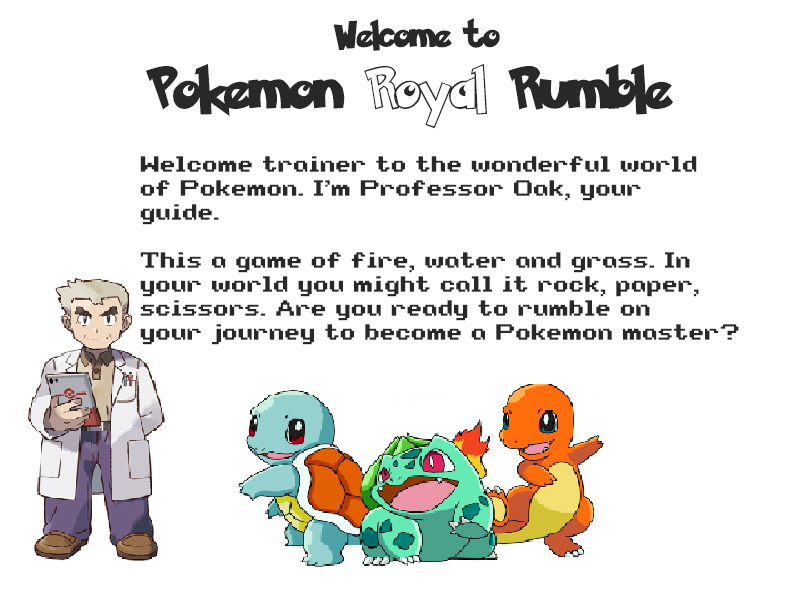 Welcome to
Pokemon Royal Rumble
Welcome trainer to the wonderful world
of Pokemon. I'm Professor Oak, your
guide.
This a game of fire, water and grass. In
your world you might call it rock, paper,
scissors. Are you ready to rumble on
your journey to become a Pokemon master?